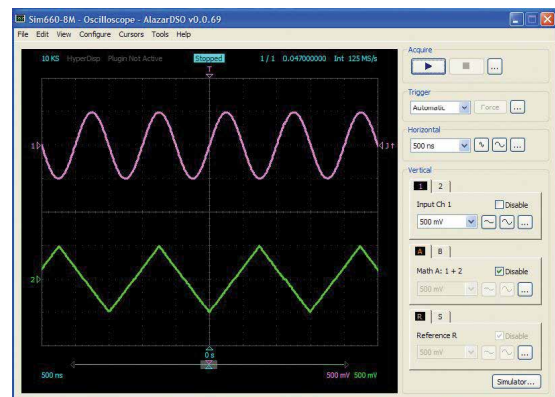 Sim660-8M - Oscilloscope - AlazarDSO v0.0.69
File Edit View Configure Cursors Tools Help
10 KS HyperDisp Plugin Not Active Stopped 1 / 1 0.047000000 Int 125 MS/s
T
1
2
0 s
500 ns 500 mV 500 mV
Acquire
...
Trigger
Automatic Force ...
Horizontal
500 ns ...
Vertical
1 2
Input Ch 1 Disable
500 mV ...
A B
Math A: 1 + 2 Disable
500 mV ...
R S
Reference R Disable
500 mV ...
Simulator...